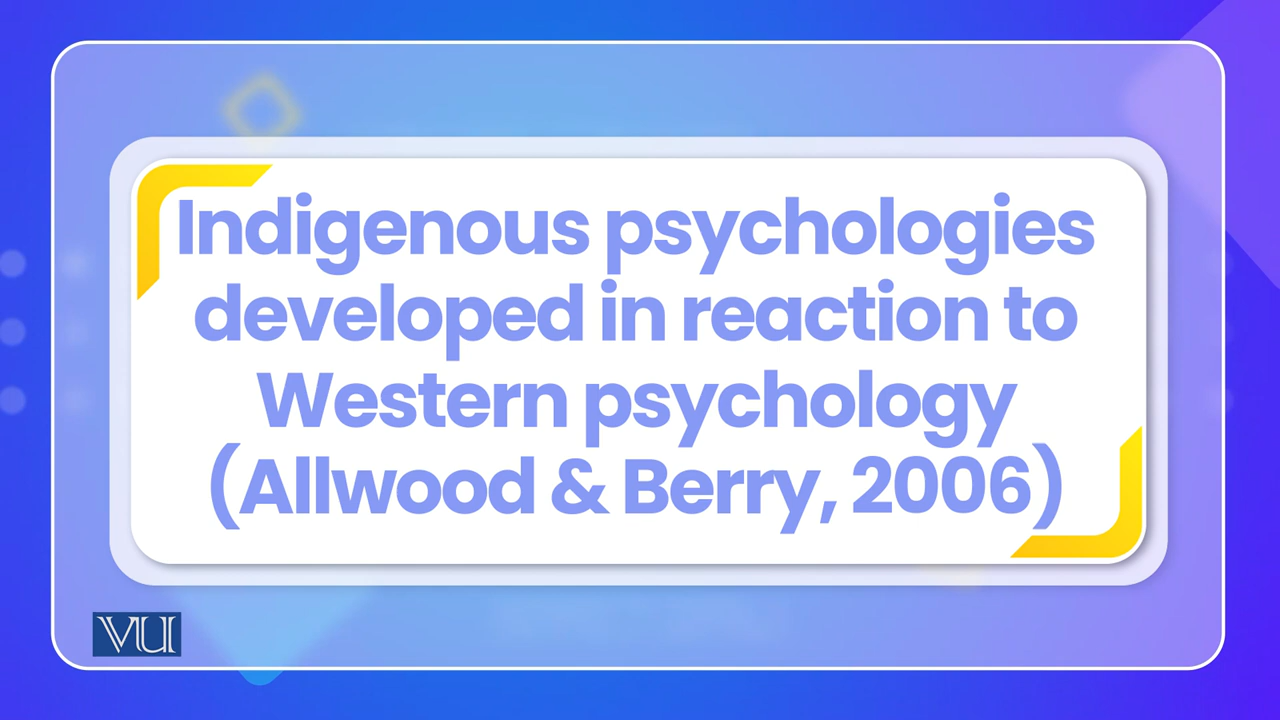 Indigenous psychologies
developed in reaction to
Western psychology
(Allwood & Berry, 2006)
VU